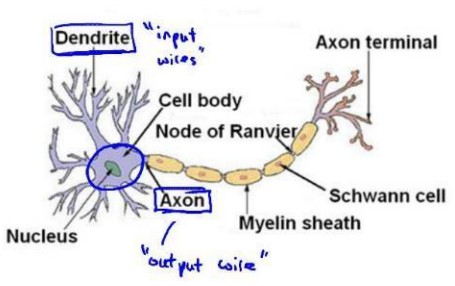 Dendrite "input
wires"
Axon terminal
Cell body
Node of Ranvier
Axon
Schwann cell
Myelin sheath
Nucleus
"output wire"